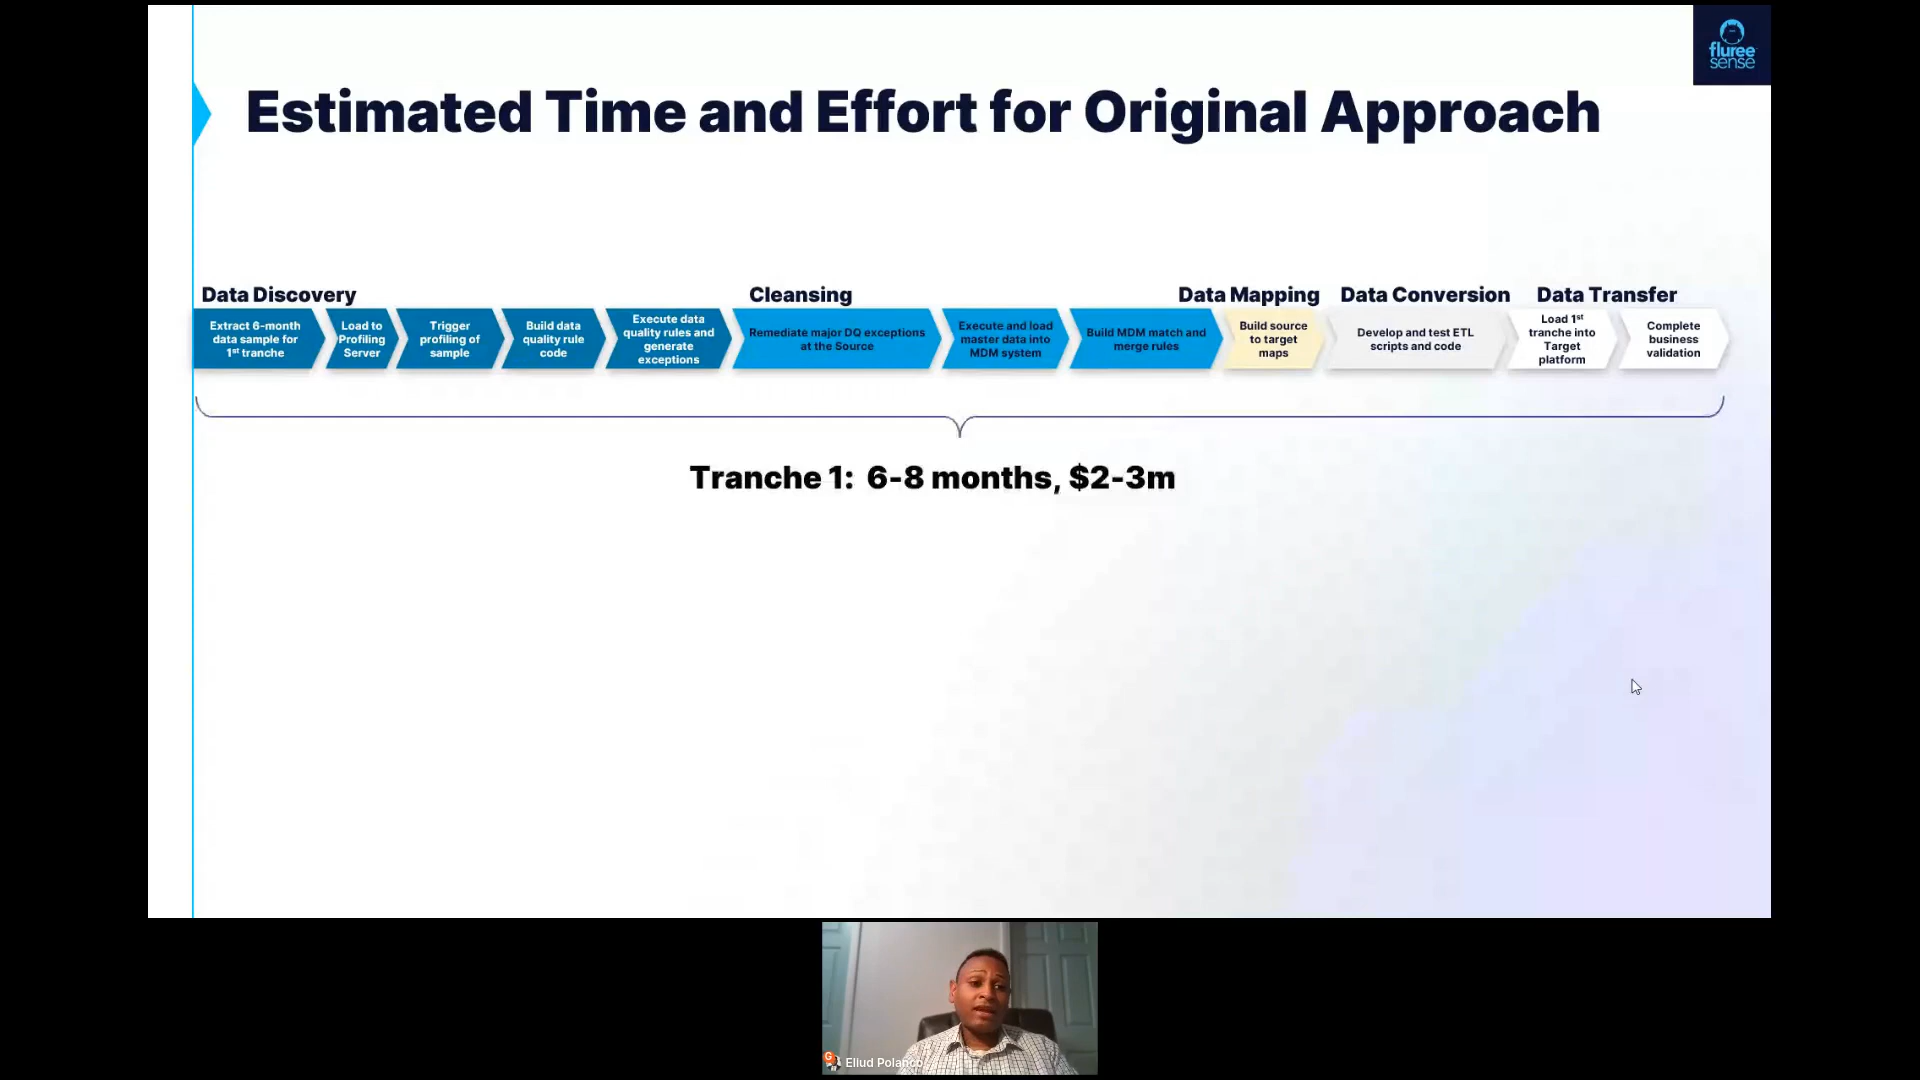 fluree
sense
Estimated Time and Effort for Original Approach
Data Discovery
Cleansing
Data Mapping
Data Conversion
Data Transfer
Extract 6-month
data sample for
1st tranche
Load to
Profiling
Server
Trigger
profiling of
sample
Build data
quality rule
code
Execute data
quality rules and
generate
exceptions
Remediate major DQ exceptions
at the Source
Execute and load
master data into
MDM system
Build MDM match and
merge rules
Build source
to target
maps
Develop and test ETL
scripts and code
Load 1st
tranche into
Target
platform
Complete
business
validation
Tranche 1: 6-8 months, $2-3m
G
Eliud Polanco